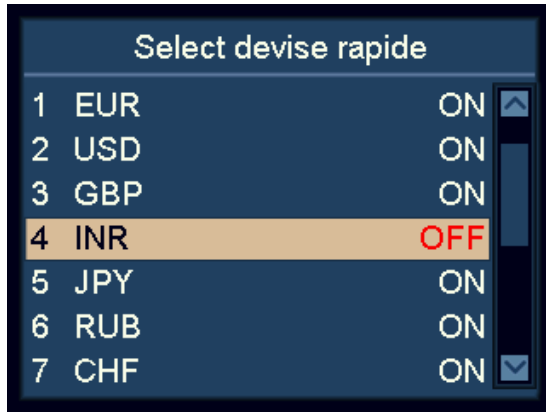 Select devise rapide
1 EUR ON
2 USD ON
3 GBP ON
4 INR OFF
5 JPY ON
6 RUB ON
7 CHF ON